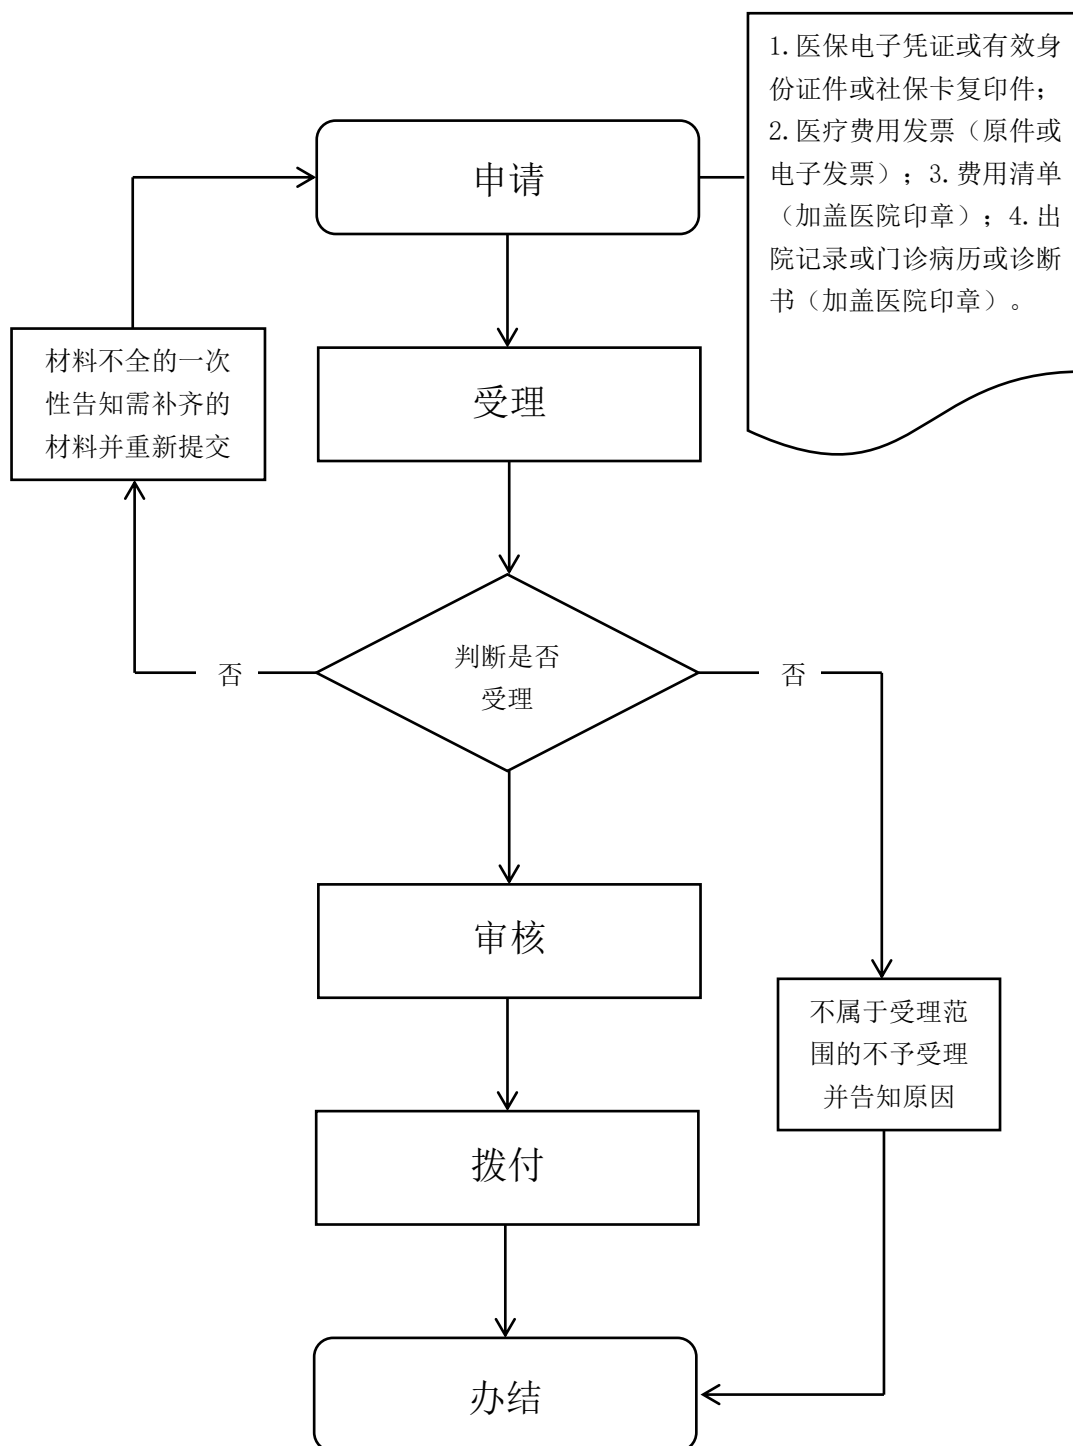 1.医保电子凭证或有效身
份证件或社保卡复印件；
2.医疗费用发票（原件或
电子发票）；3.费用清单
（加盖医院印章）；4.出
院记录或门诊病历或诊断
书（加盖医院印章）。
申请
材料不全的一次
性告知需补齐的
材料并重新提交
受理
判断是否
受理
否
否
审核
不属于受理范
围的不予受理
并告知原因
拨付
办结